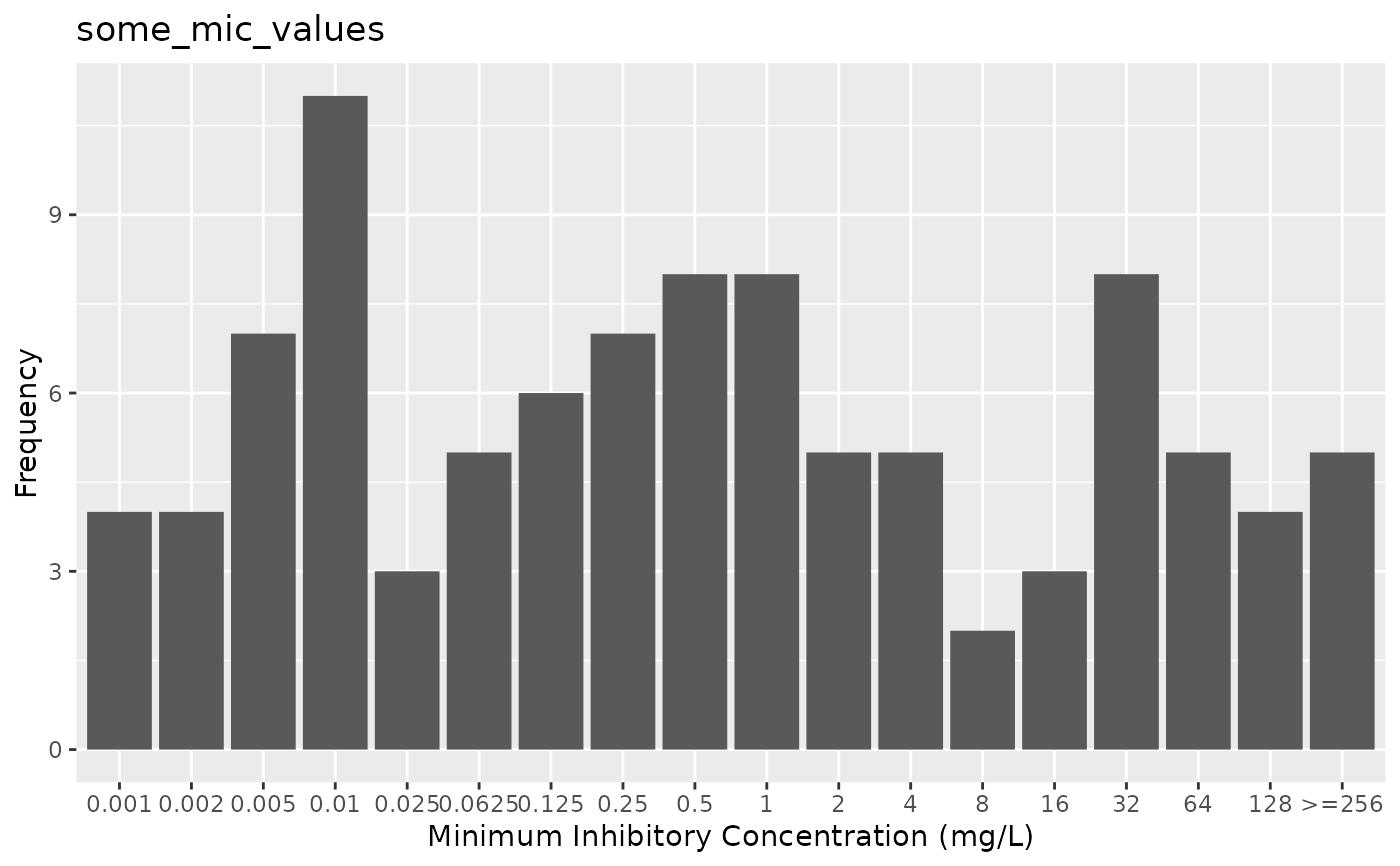 some_mic_values
Frequency
9
6
3
0
0.001 0.002 0.005 0.01 0.025 0.0625 0.125 0.25 0.5 1 2 4 8 16 32 64 128 >=256
Minimum Inhibitory Concentration (mg/L)